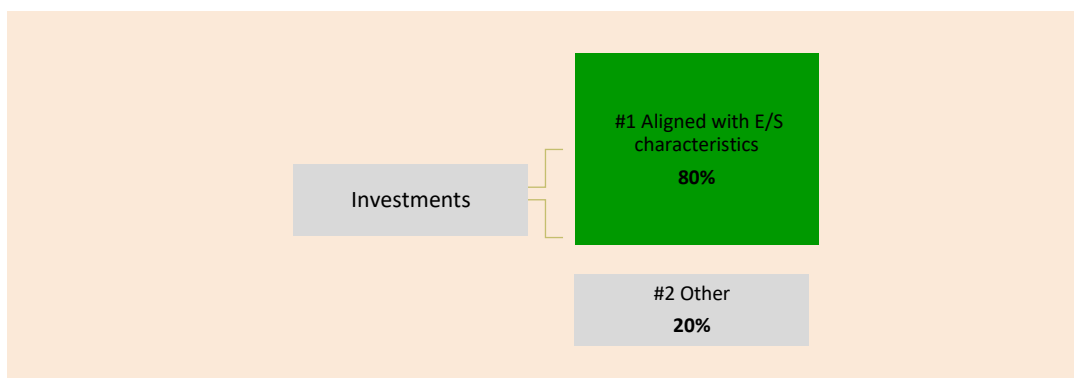 #1 Aligned with E/S
characteristics
80%
Investments
#2 Other
20%